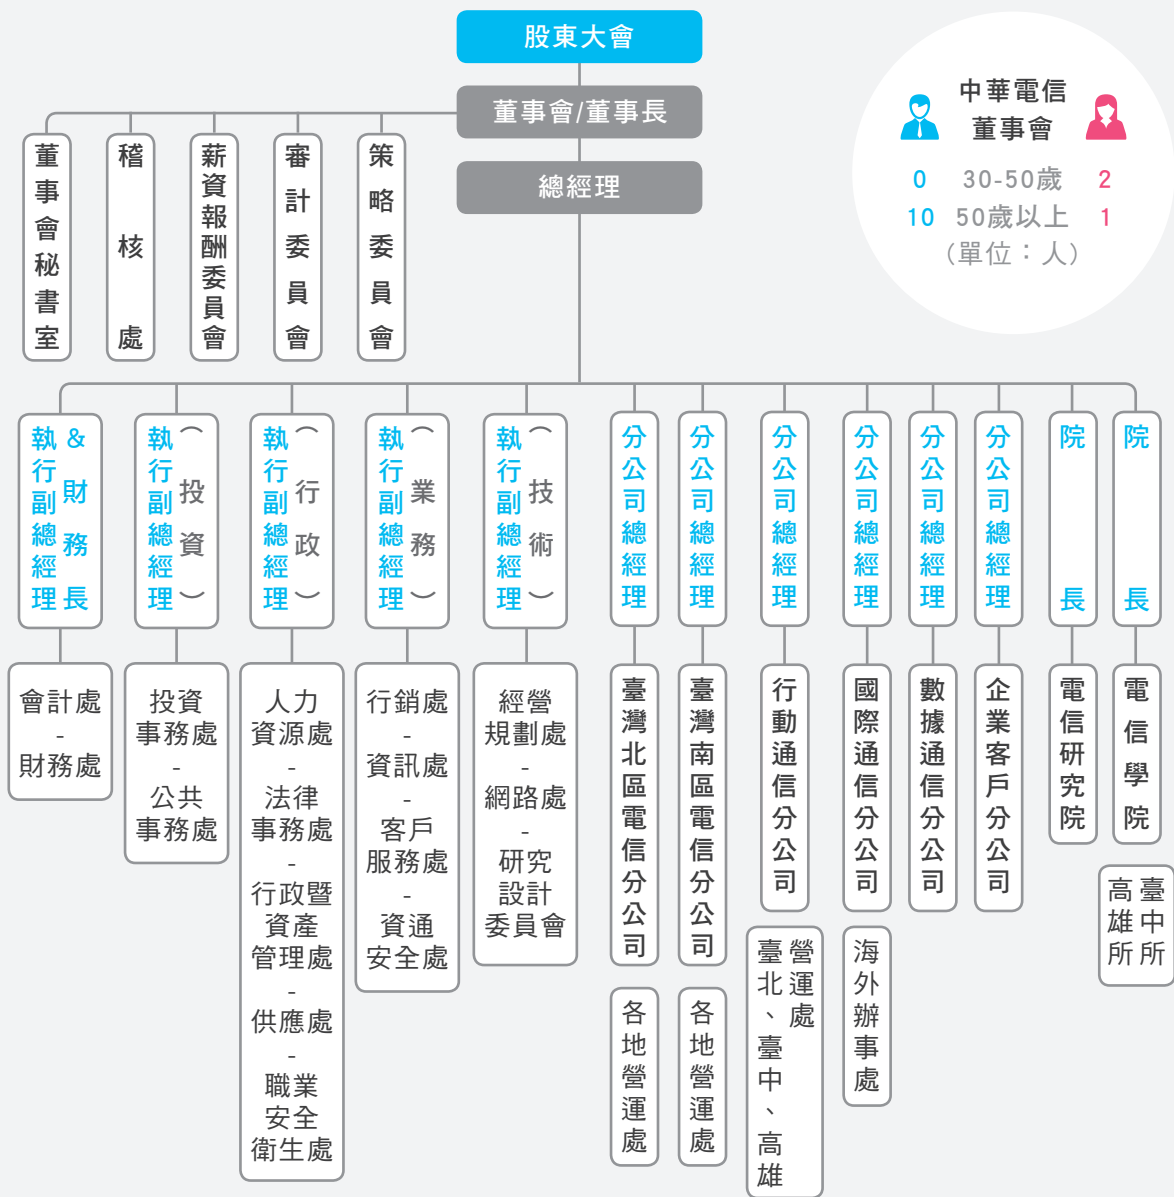 股東大會
董事會/董事長
總經理
中華電信
董事會
0 30-50歲 2
10 50歲以上 1
(單位：人)
董事會秘書室
稽核處
薪資報酬委員會
審計委員會
策略委員會
執行副總經理
&財務長
執行副總經理
(投資)
執行副總經理
(行政)
執行副總經理
(業務)
執行副總經理
(技術)
分公司總經理
分公司總經理
分公司總經理
分公司總經理
分公司總經理
分公司總經理
院長
院長
會計處
-
財務處
投資
事務處
-
公共
事務處
人力
資源處
-
法律
事務處
-
行政暨
資產
管理處
-
供應處
-
職業
安全
衛生處
行銷處
-
資訊處
-
客戶
服務處
-
資通
安全處
經營
規劃處
-
網路處
-
研究
設計
委員會
臺灣北區電信分公司
臺灣南區電信分公司
行動通信分公司
國際通信分公司
數據通信分公司
企業客戶分公司
電信研究院
電信學院
各地營運處
各地營運處
臺北、臺中、高雄
營運處
海外辦事處
高雄所
臺中所